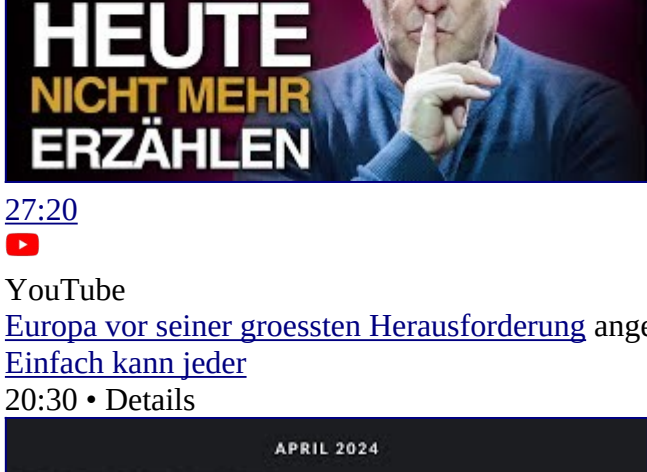 HEUTE
NICHT MEHR
ERZÄHLEN
27:20
YouTube
Europa vor seiner groessten Herausforderung ange
Einfach kann jeder
20:30 • Details
APRIL 2024